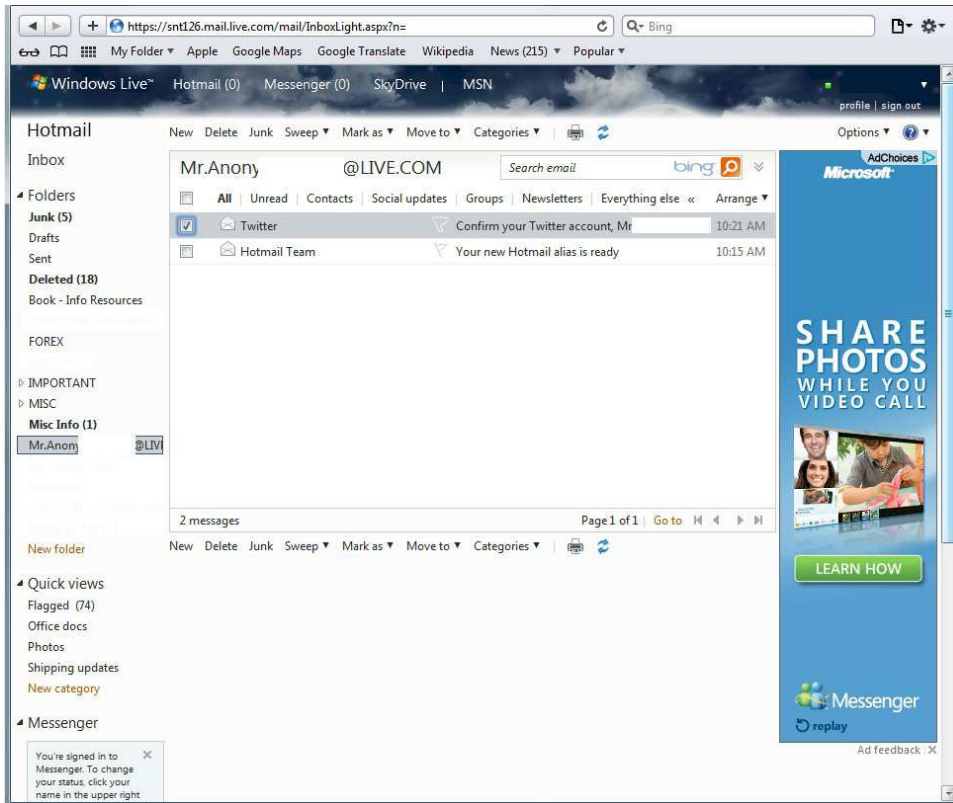 https://snt126.mail.live.com/mail/InboxLight.aspx?n= Bing
My Folder Apple Google Maps Google Translate Wikipedia News (215) Popular
Windows Live™ Hotmail (0) Messenger (0) SkyDrive | MSN
profile | sign out
Hotmail
New Delete Junk Sweep Mark as Move to Categories
Options
Inbox
Folders
Junk (5)
Drafts
Sent
Deleted (18)
Book - Info Resources
FOREX
IMPORTANT
MISC
Misc Info (1)
Mr.Anony @LIVE
New folder
Quick views
Flagged (74)
Office docs
Photos
Shipping updates
New category
Messenger
You're signed in to
Messenger. To change
your status, click your
name in the upper right
Mr.Anony @LIVE.COM
Search email bing
All | Unread | Contacts | Social updates | Groups | Newsletters | Everything else « Arrange
Twitter Confirm your Twitter account, Mr 10:21 AM
Hotmail Team Your new Hotmail alias is ready 10:15 AM
2 messages Page 1 of 1 | Go to
New Delete Junk Sweep Mark as Move to Categories
AdChoices
Microsoft
SHARE
PHOTOS
WHILE YOU
VIDEO CALL
LEARN HOW
Messenger
replay
Ad feedback | X